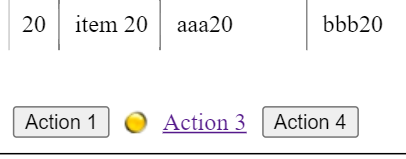 20 item 20 aaa20 bbb20
Action 1 Action 3 Action 4